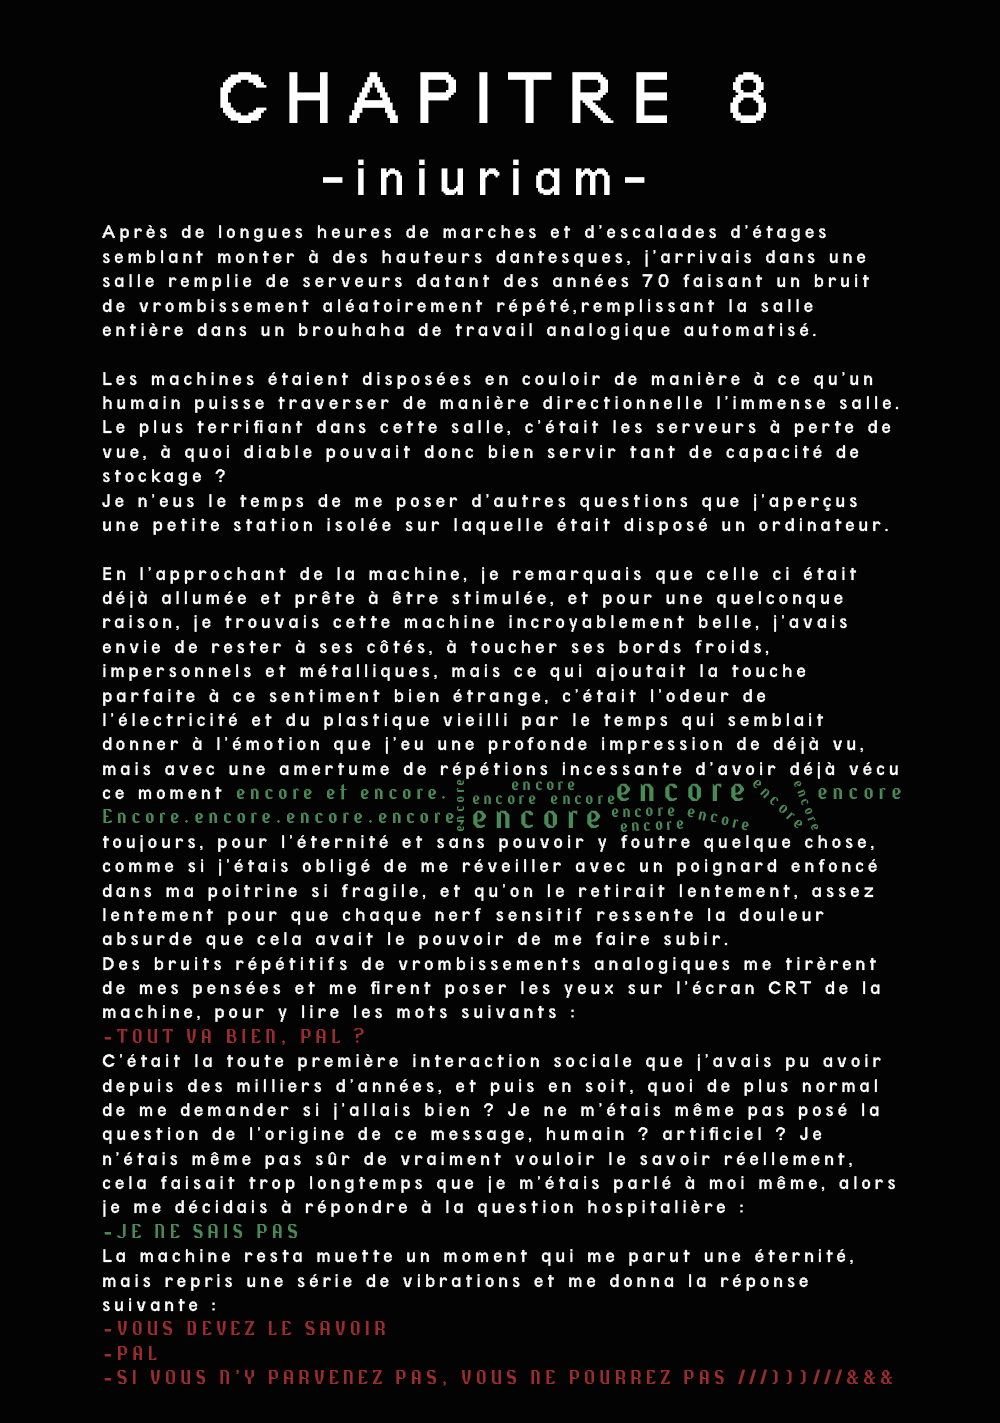 CHAPITRE 8
-iniuriam-
Après de longues heures de marches et d'escalades d'étages
semblant monter à des hauteurs dantesques, j'arrivais dans une
salle remplie de serveurs datant des années 70 faisant un bruit
de vrombissement aléatoirement répété,remplissant la salle
entière dans un brouhaha de travail analogique automatisé.
Les machines étaient disposées en couloir de manière à ce qu'un
humain puisse traverser de manière directionnelle l'immense salle.
Le plus terrifiant dans cette salle, c'était les serveurs à perte de
vue, à quoi diable pouvait donc bien servir tant de capacité de
stockage ?
Je n'eus le temps de me poser d'autres questions que j'aperçus
une petite station isolée sur laquelle était disposé un ordinateur.
En l'approchant de la machine, je remarquais que celle ci était
déjà allumée et prête à être stimulée, et pour une quelconque
raison, je trouvais cette machine incroyablement belle, j'avais
envie de rester à ses côtés, à toucher ses bords froids,
impersonnels et métalliques, mais ce qui ajoutait la touche
parfaite à ce sentiment bien étrange, c'était l'odeur de
l'électricité et du plastique vieilli par le temps qui semblait
donner à l'émotion que j'eu une profonde impression de déjà vu,
mais avec une amertume de répétions incessante d'avoir déjà vécu
ce moment encore et encore. encore encore encore encore encore encore encore encore
Encore.encore.encore.encore. encore encore encore encore encore
toujours, pour l'éternité et sans pouvoir y foutre quelque chose,
comme si j'étais obligé de me réveiller avec un poignard enfoncé
dans ma poitrine si fragile, et qu'on le retirait lentement, assez
lentement pour que chaque nerf sensitif ressente la douleur
absurde que cela avait le pouvoir de me faire subir.
Des bruits répétitifs de vrombissements analogiques me tirèrent
de mes pensées et me firent poser les yeux sur l'écran CRT de la
machine, pour y lire les mots suivants :
-TOUT VA BIEN, PAL ?
C'était la toute première interaction sociale que j'avais pu avoir
depuis des milliers d'années, et puis en soit, quoi de plus normal
de me demander si j'allais bien ? Je ne m'étais même pas posé la
question de l'origine de ce message, humain ? artificiel ? Je
n'étais même pas sûr de vraiment vouloir le savoir réellement,
cela faisait trop longtemps que je m'étais parlé à moi même, alors
je me décidais à répondre à la question hospitalière :
-JE NE SAIS PAS
La machine resta muette un moment qui me parut une éternité,
mais repris une série de vibrations et me donna la réponse
suivante :
-VOUS DEVEZ LE SAVOIR
-PAL
-SI VOUS N'Y PARVENEZ PAS, VOUS NE POURREZ PAS ///)))///&&&